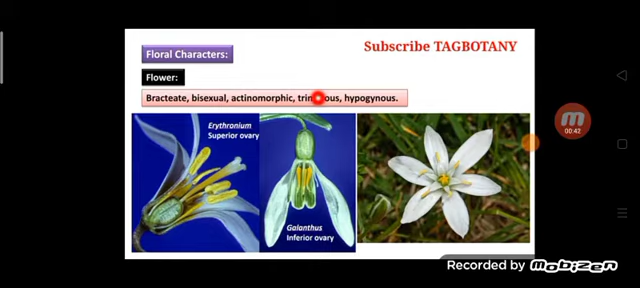 Subscribe TAGBOTANY
Floral Characters:
Flower:
Bracteate, bisexual, actinomorphic, hypogynous.
Erythronium
Superior ovary
Galanthus
Inferior ovary
00:42
Recorded by mobizen